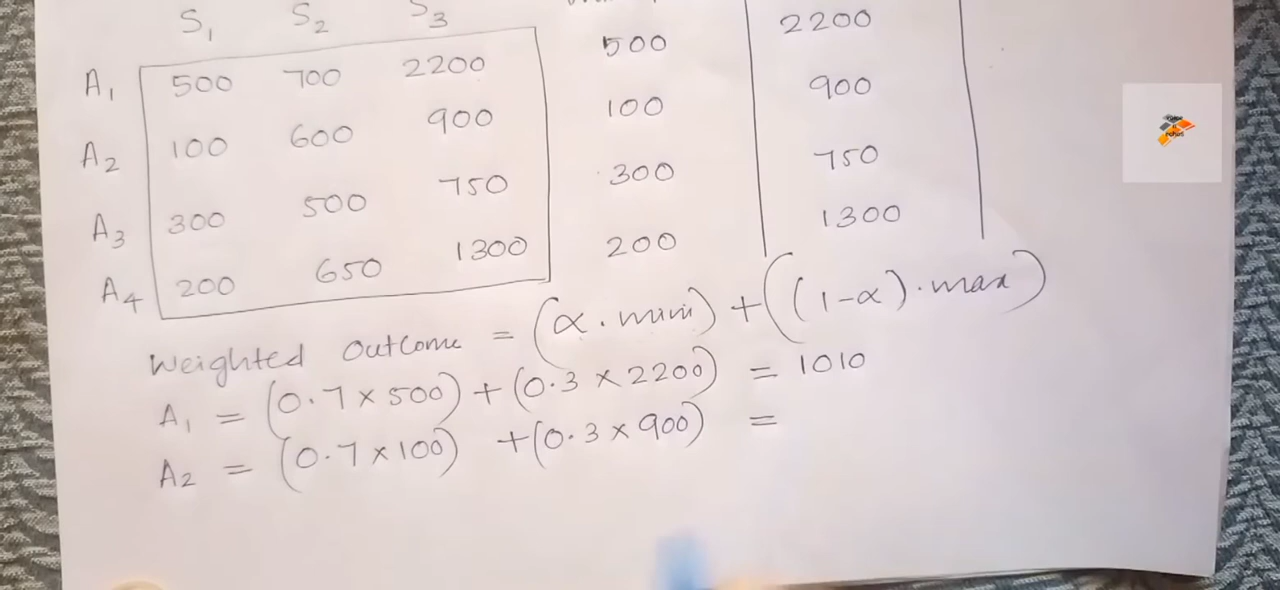 S1 S2 S3
A1 500 700 2200 500 2200
A2 100 600 900 100 900
A3 300 500 750 300 750
A4 200 650 1300 200 1300
Weighted Outcome = (α . mini) + ((1-α) . max)
A1 = (0.7 × 500) + (0.3 × 2200) = 1010
A2 = (0.7 × 100) + (0.3 × 900) =